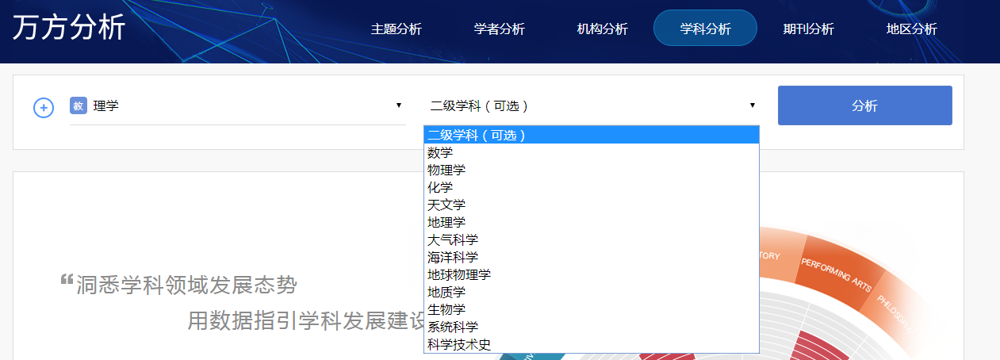 万方分析
主题分析 学者分析 机构分析 学科分析 期刊分析 地区分析
教 理学 二级学科（可选） 分析
二级学科（可选）
数学
物理学
化学
天文学
地理学
大气科学
海洋科学
地球物理学
地质学
生物学
系统科学
科学技术史
“洞悉学科领域发展态势
用数据指引学科发展建设
TORY
PERFORMING ARTS